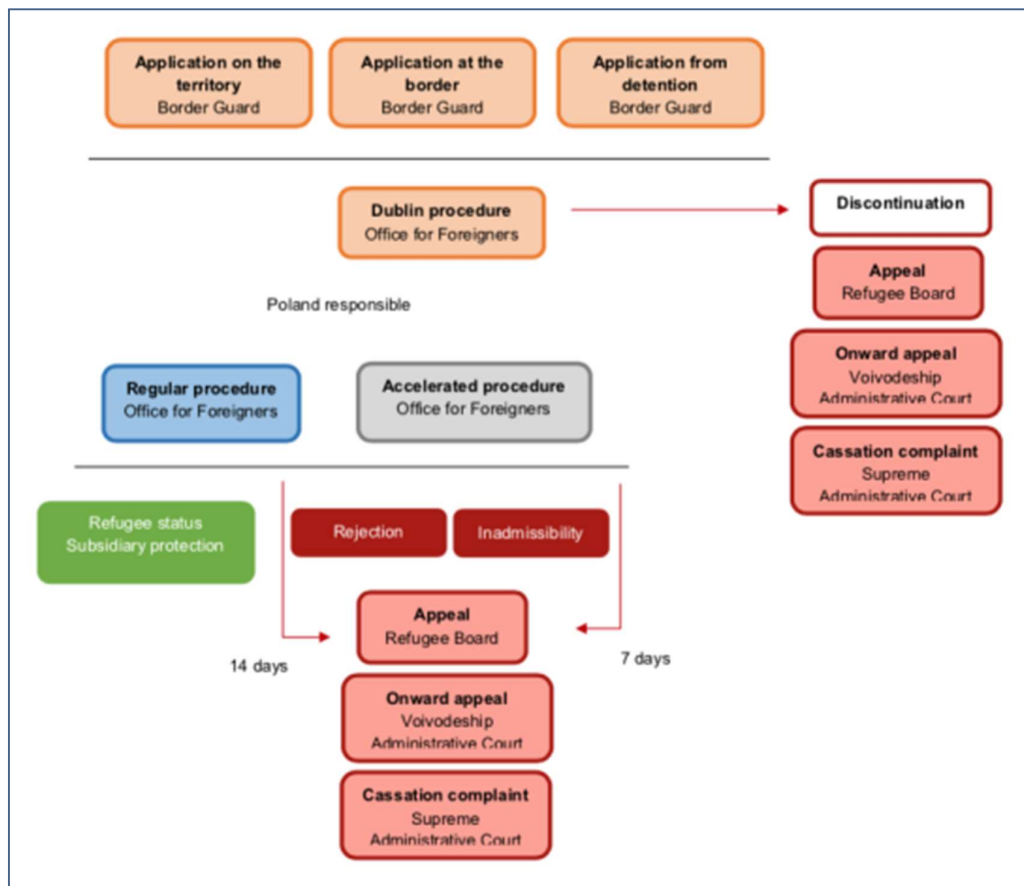 Application on the
territory
Border Guard
Application at the
border
Border Guard
Application from
detention
Border Guard
Dublin procedure
Office for Foreigners
Discontinuation
Appeal
Refugee Board
Onward appeal
Voivodeship
Administrative Court
Cassation complaint
Supreme
Administrative Court
Poland responsible
Regular procedure
Office for Foreigners
Accelerated procedure
Office for Foreigners
Refugee status
Subsidiary protection
Rejection
Inadmissibility
Appeal
Refugee Board
14 days
7 days
Onward appeal
Voivodeship
Administrative Court
Cassation complaint
Supreme
Administrative Court